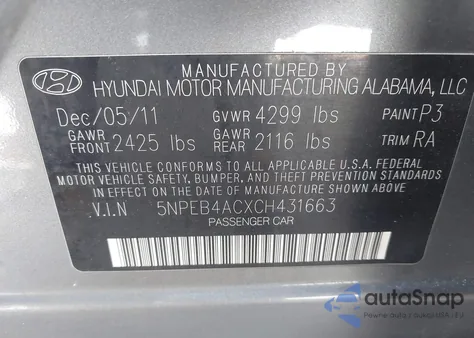 MANUFACTURED BY
HYUNDAI MOTOR MANUFACTURING ALABAMA, LLC
Dec/05/11 GVWR 4299 lbs PAINT P3
GAWR FRONT 2425 lbs GAWR REAR 2116 lbs TRIM RA
THIS VEHICLE CONFORMS TO ALL APPLICABLE U.S.A. FEDERAL
MOTOR VEHICLE SAFETY, BUMPER, AND THEFT PREVENTION STANDARDS
IN EFFECT ON THE DATE OF MANUFACTURE SHOWN ABOVE.
V.I.N 5NPEB4ACXCH431663
PASSENGER CAR
autoSnap